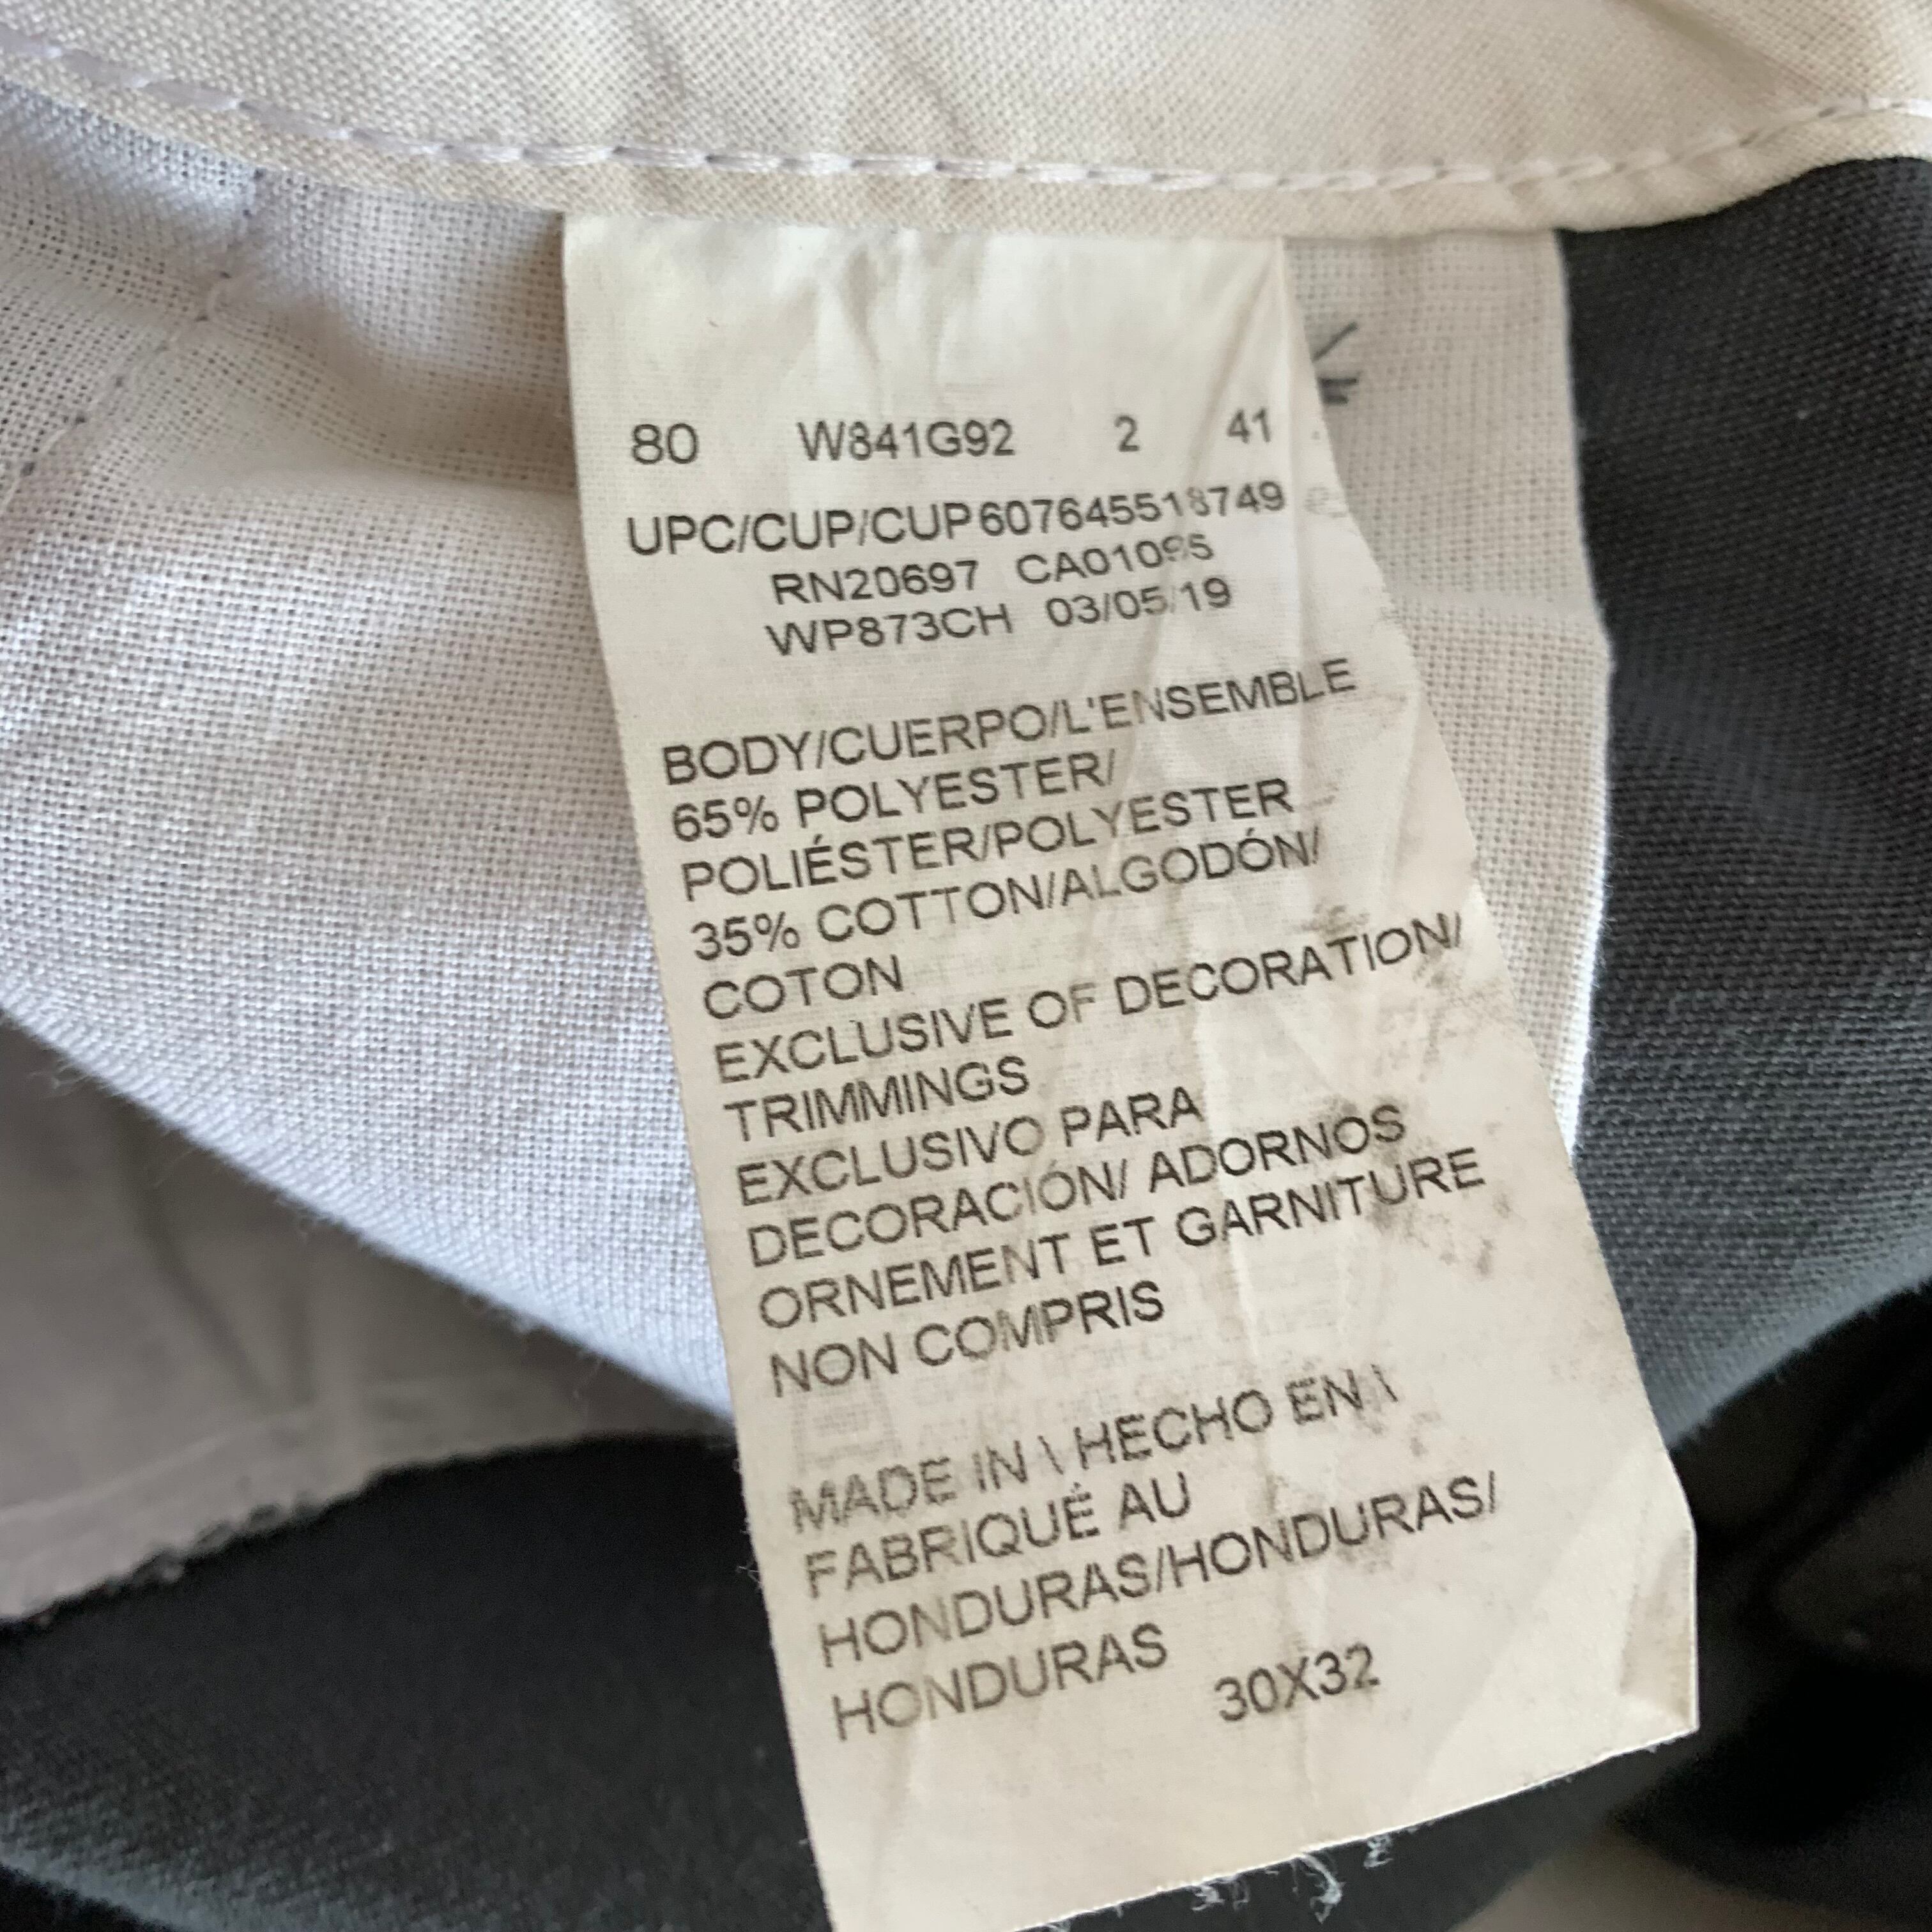 80 W841G92 2 41
UPC/CUP/CUP 607645518749
RN20697 CA01095
WP873CH 03/05/19
BODY/CUERPO/L'ENSEMBLE
65% POLYESTER/
POLIÉSTER/POLYESTER
35% COTTON/ALGODÓN/
COTON
EXCLUSIVE OF DECORATION/
TRIMMINGS
EXCLUSIVO PARA
DECORACIÓN/ ADORNOS
ORNEMENT ET GARNITURE
NON COMPRIS
MADE IN \ HECHO EN \
FABRIQUÉ AU
HONDURAS/HONDURAS/
HONDURAS
30X32